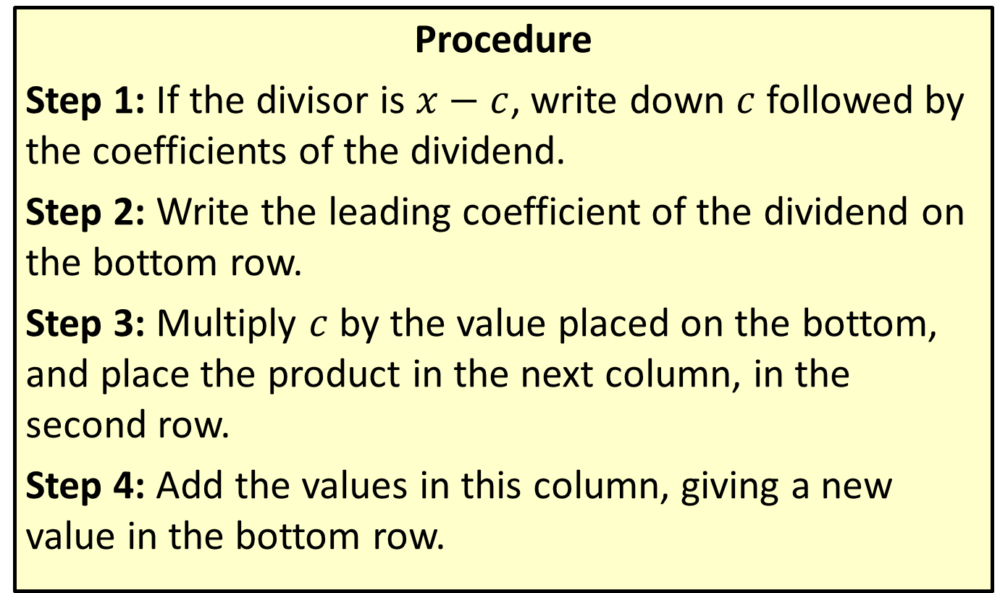 Procedure
Step 1: If the divisor is x − c, write down c followed by
the coefficients of the dividend.
Step 2: Write the leading coefficient of the dividend on
the bottom row.
Step 3: Multiply c by the value placed on the bottom,
and place the product in the next column, in the
second row.
Step 4: Add the values in this column, giving a new
value in the bottom row.